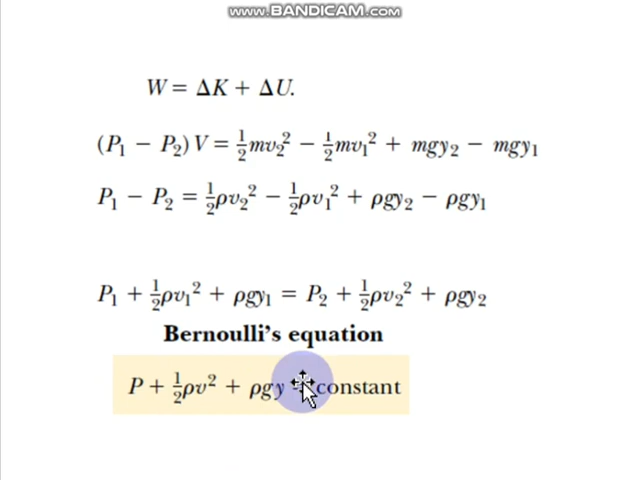 www.BANDICAM.com
W = ΔK + ΔU.
(P₁ − P₂)V = ½mv₂² − ½mv₁² + mgy₂ − mgy₁
P₁ − P₂ = ½ρv₂² − ½ρv₁² + ρgy₂ − ρgy₁
P₁ + ½ρv₁² + ρgy₁ = P₂ + ½ρv₂² + ρgy₂
Bernoulli's equation
P + ½ρv² + ρgy constant